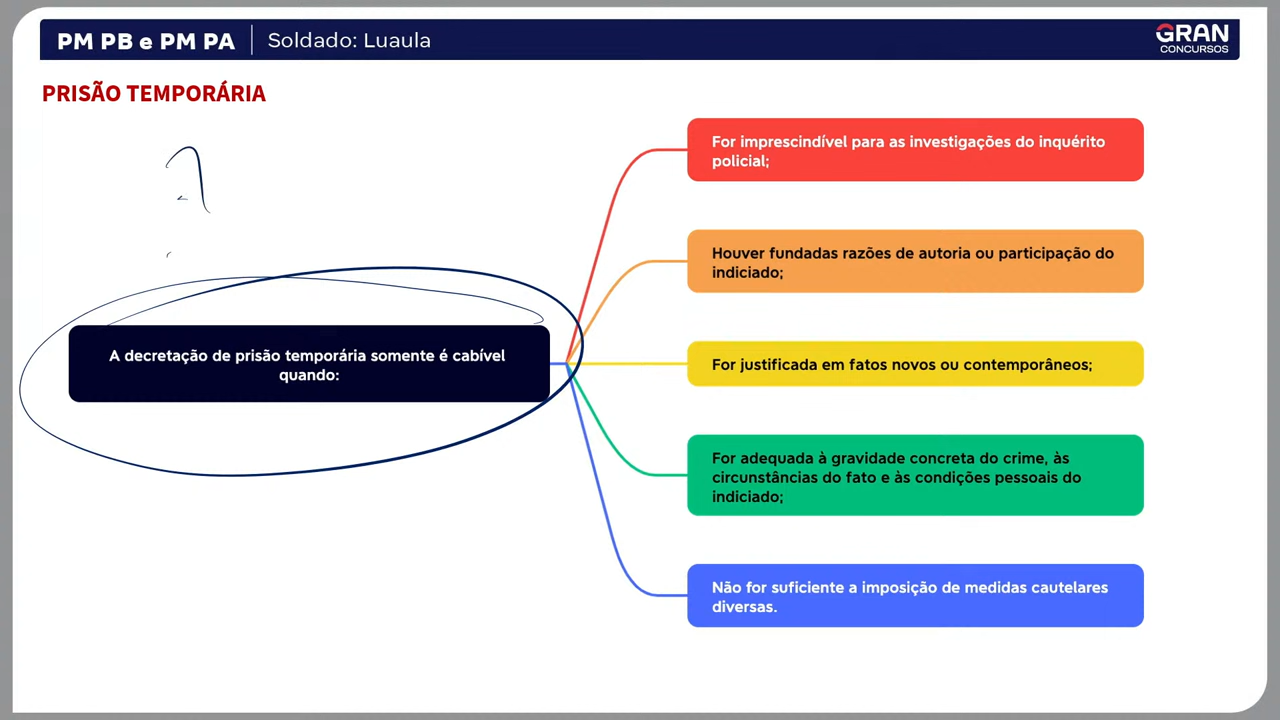 PM PB e PM PA
Soldado: Luaula
GRAN
CONCURSOS
PRISÃO TEMPORÁRIA
A decretação de prisão temporária somente é cabível
quando:
For imprescindível para as investigações do inquérito
policial;
Houver fundadas razões de autoria ou participação do
indiciado;
For justificada em fatos novos ou contemporâneos;
For adequada à gravidade concreta do crime, às
circunstâncias do fato e às condições pessoais do
indiciado;
Não for suficiente a imposição de medidas cautelares
diversas.